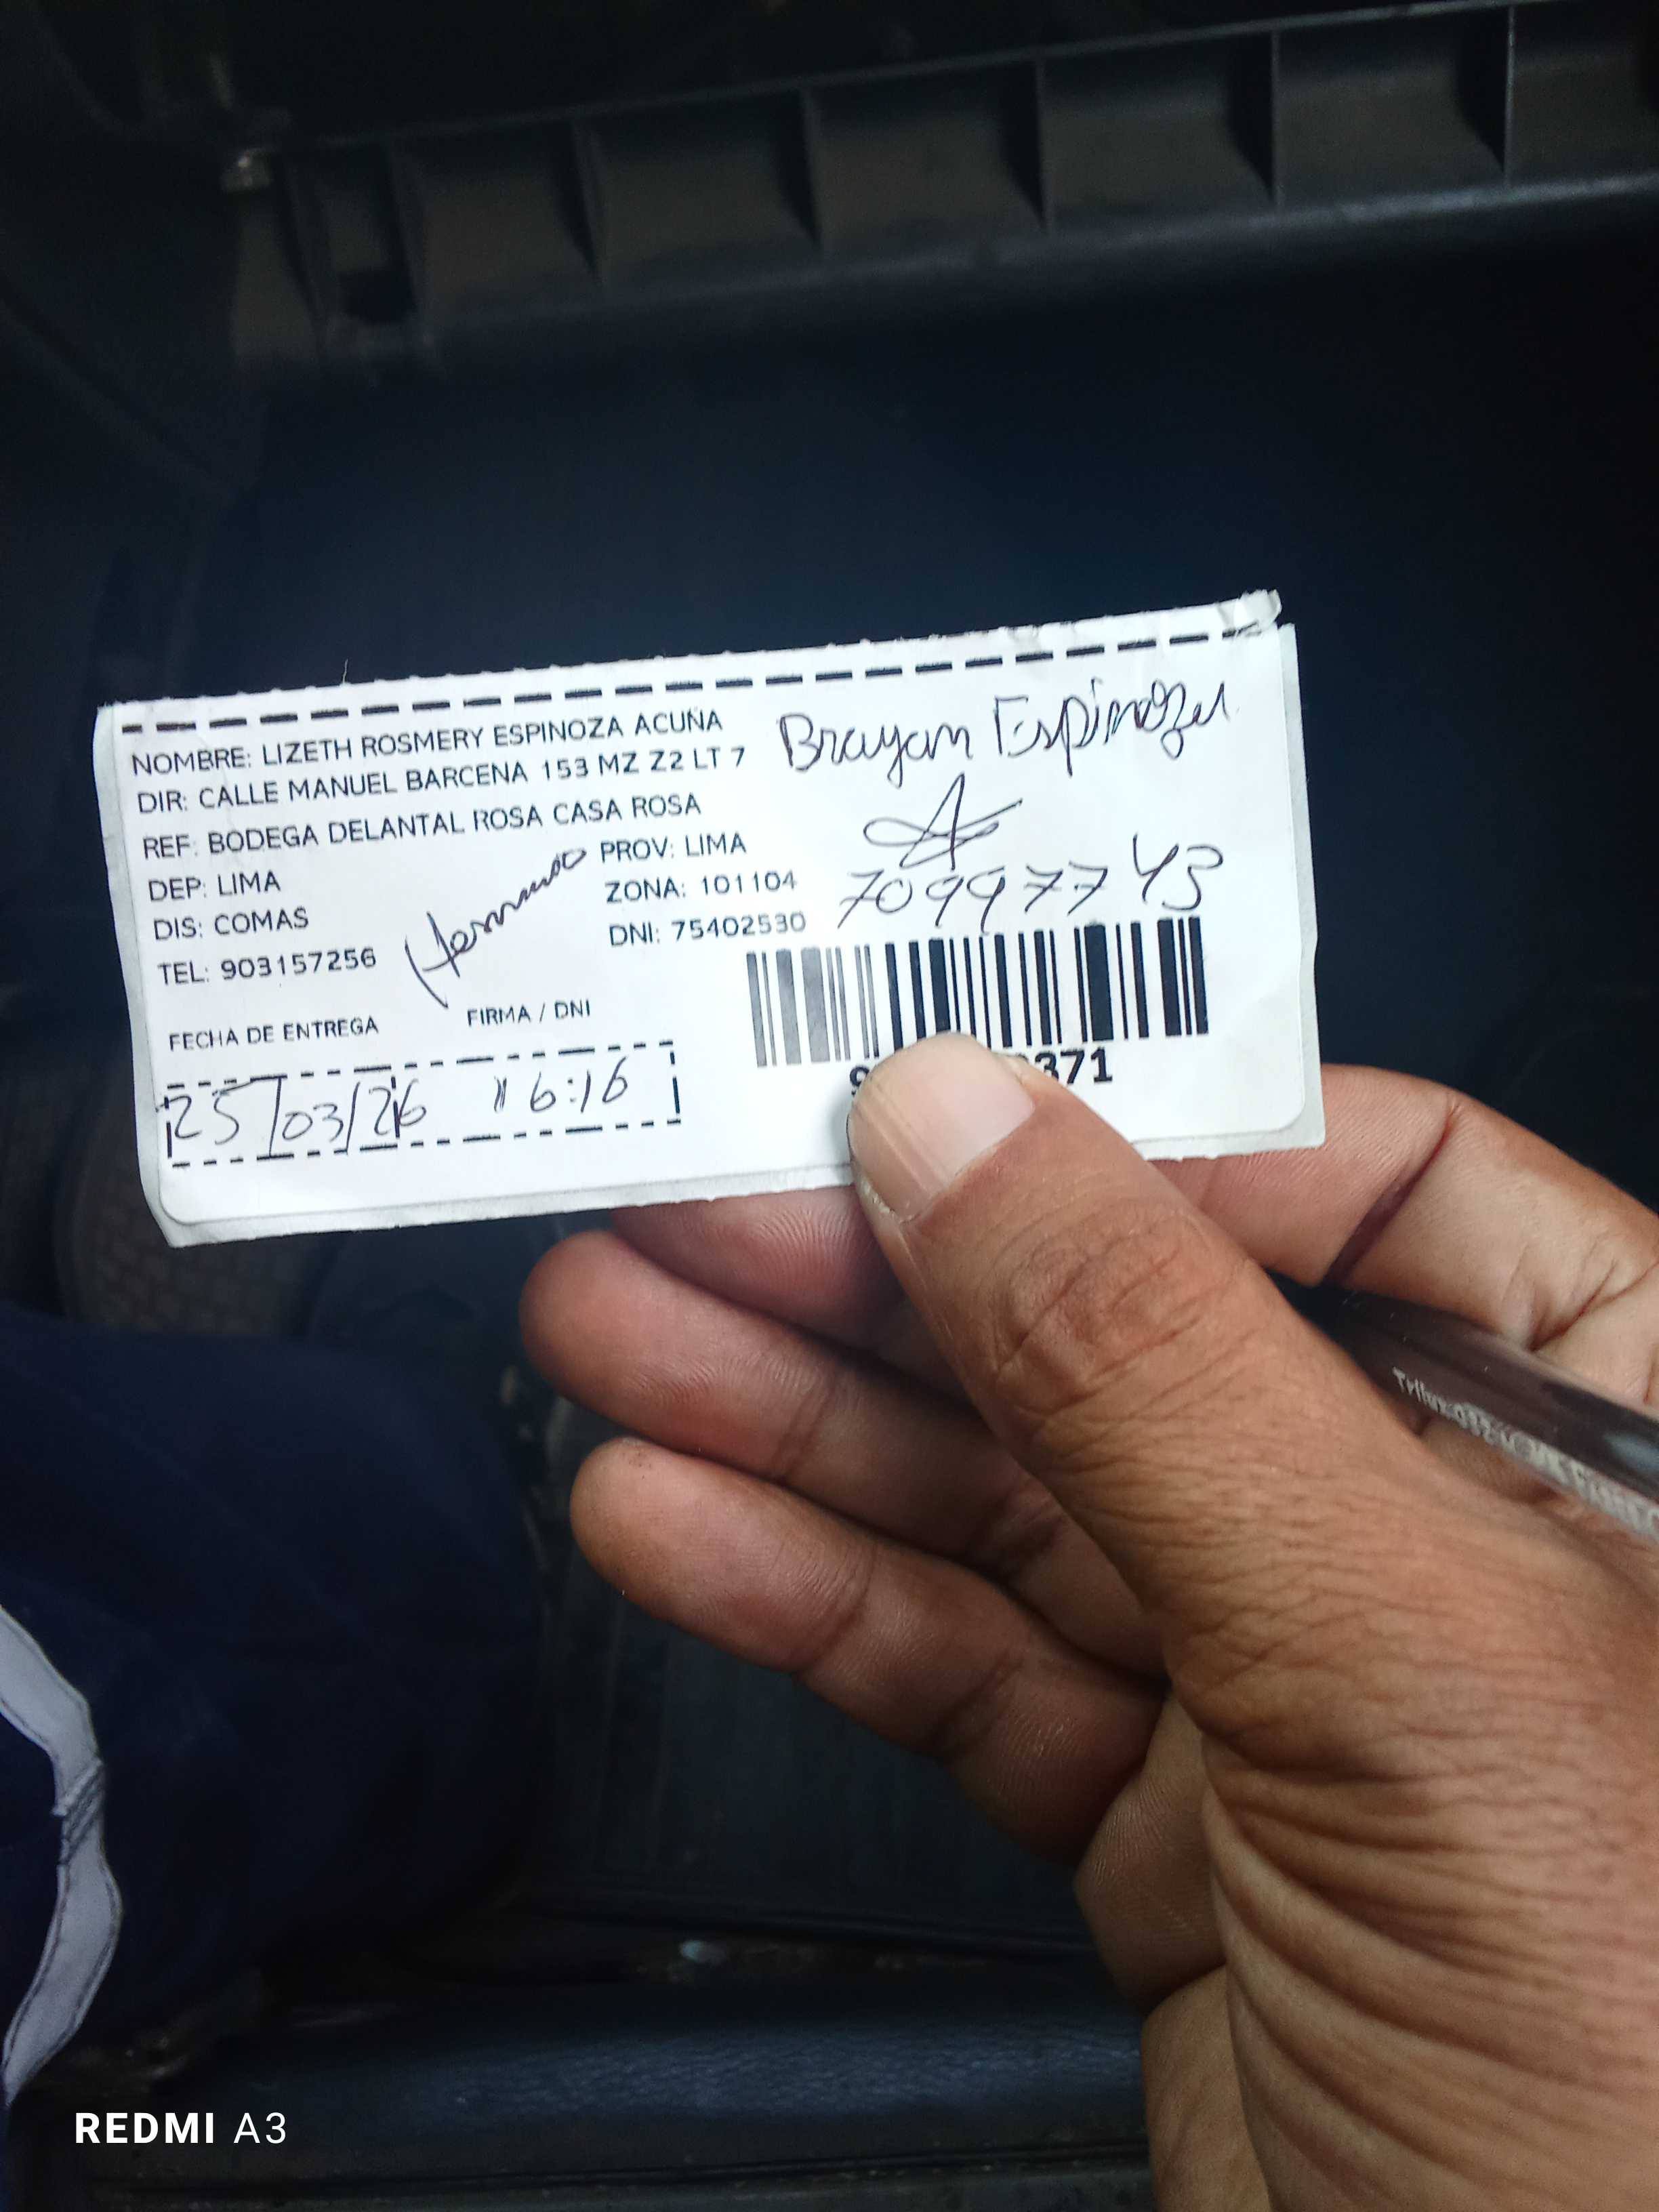 NOMBRE: LIZETH ROSMERY ESPINOZA ACUÑA
DIR: CALLE MANUEL BARCENA 153 MZ Z2 LT 7
REF: BODEGA DELANTAL ROSA CASA ROSA
DEP: LIMA
PROV: LIMA
DIS: COMAS
ZONA: 101104
TEL: 903157256
DNI: 75402530
Hermano
Brayan Espinoza
70997743
FECHA DE ENTREGA
FIRMA / DNI
25/03/26 16:16
371
REDMI A3